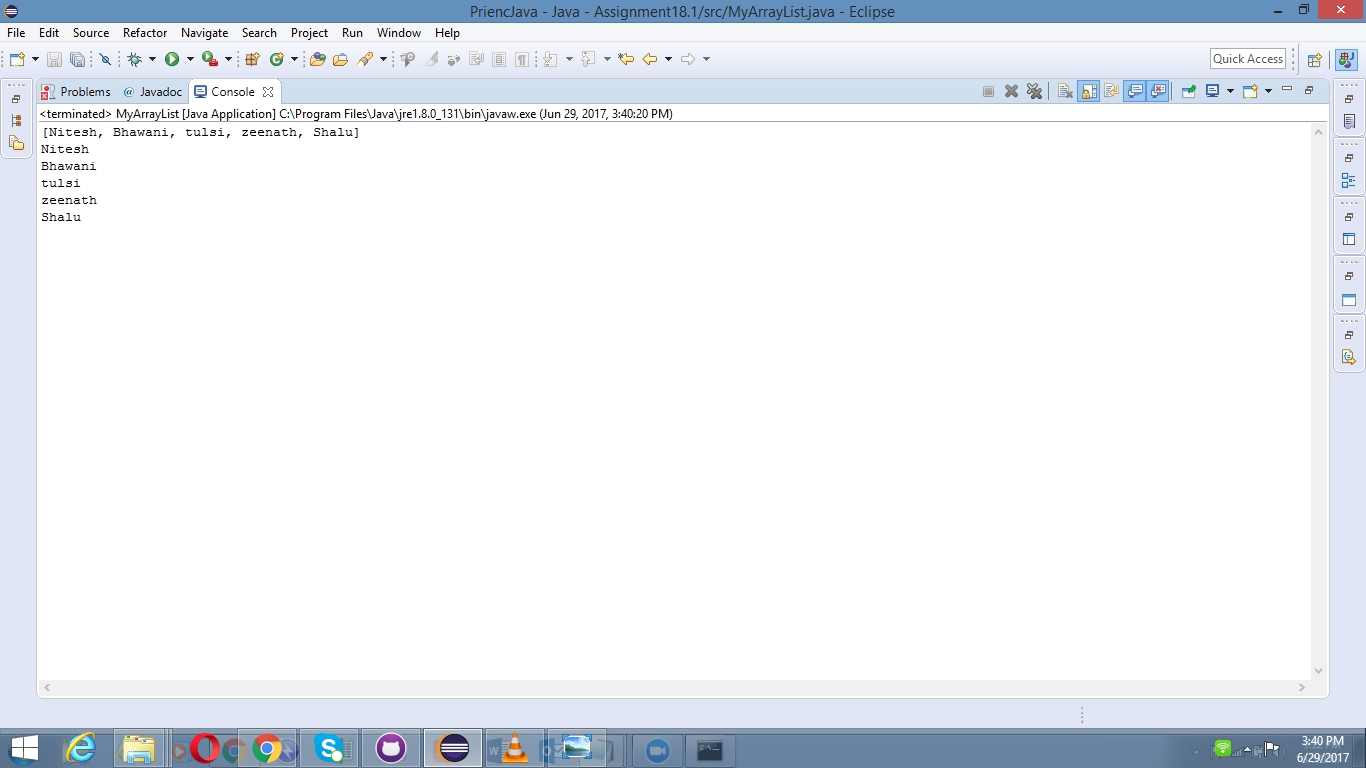 PriencJava - Java - Assignment18.1/src/MyArrayList.java - Eclipse
File Edit Source Refactor Navigate Search Project Run Window Help
Quick Access
Problems @ Javadoc Console
<terminated> MyArrayList [Java Application] C:\Program Files\Java\jre1.8.0_131\bin\javaw.exe (Jun 29, 2017, 3:40:20 PM)
[Nitesh, Bhawani, tulsi, zeenath, Shalu]
Nitesh
Bhawani
tulsi
zeenath
Shalu
3:40 PM
6/29/2017